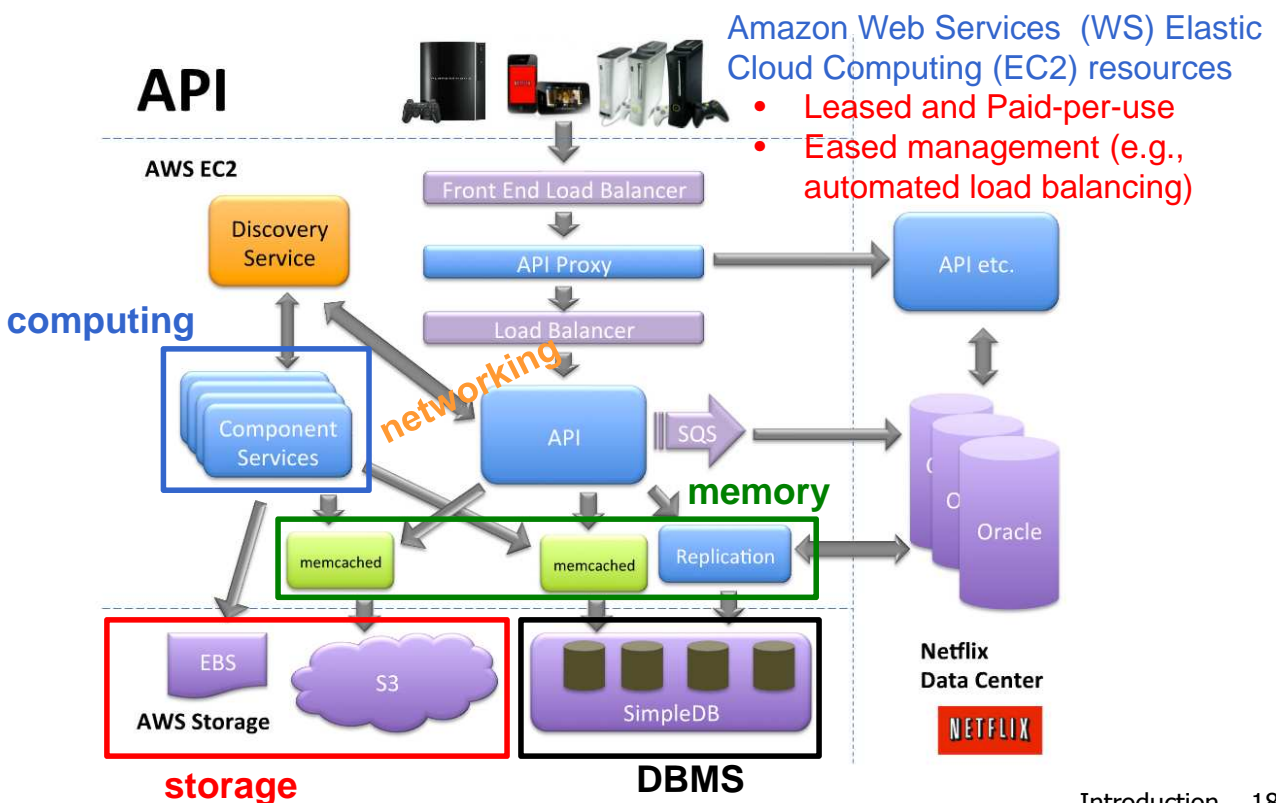 Amazon Web Services (WS) Elastic
Cloud Computing (EC2) resources
• Leased and Paid-per-use
• Eased management (e.g.,
automated load balancing)
API
NETFLIX
AWS EC2
Front End Load Balancer
Discovery
Service
API Proxy
API etc.
computing
Load Balancer
networking
Component
Services
API
SQS
memory
O
Oracle
memcached
memcached
Replication
EBS
S3
AWS Storage
SimpleDB
Netflix
Data Center
NETFLIX
storage
DBMS
Introduction 18